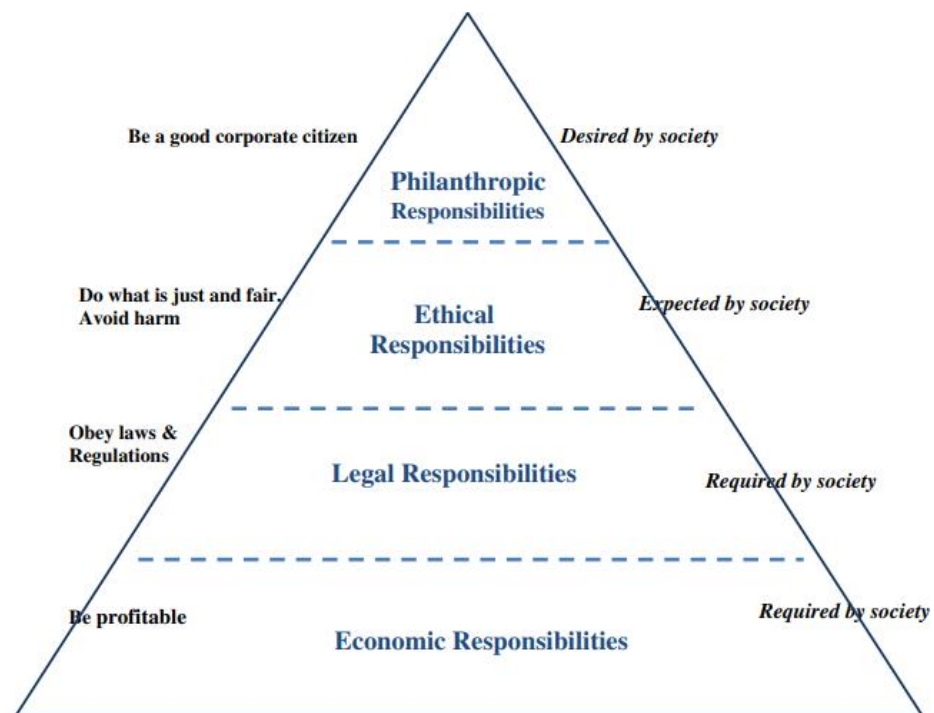 Be a good corporate citizen
Desired by society
Philanthropic
Responsibilities
Do what is just and fair,
Avoid harm
Expected by society
Ethical
Responsibilities
Obey laws &
Regulations
Legal Responsibilities
Required by society
Be profitable
Required by society
Economic Responsibilities